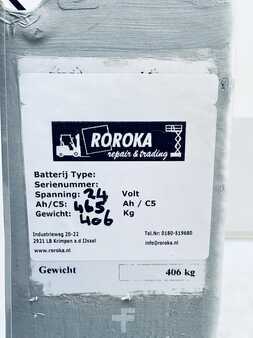 ROROKA
repair & trading
Batterij Type:
Serienummer:
Spanning: 24 Volt
Ah/C5: 465 Ah / C5
Gewicht: 406 Kg
Industrieweg 20-22 Tel.Nr 0180-519680
2921 LB Krimpen a.d IJssel info@roroka.nl
www.roroka.nl
Gewicht 406 kg